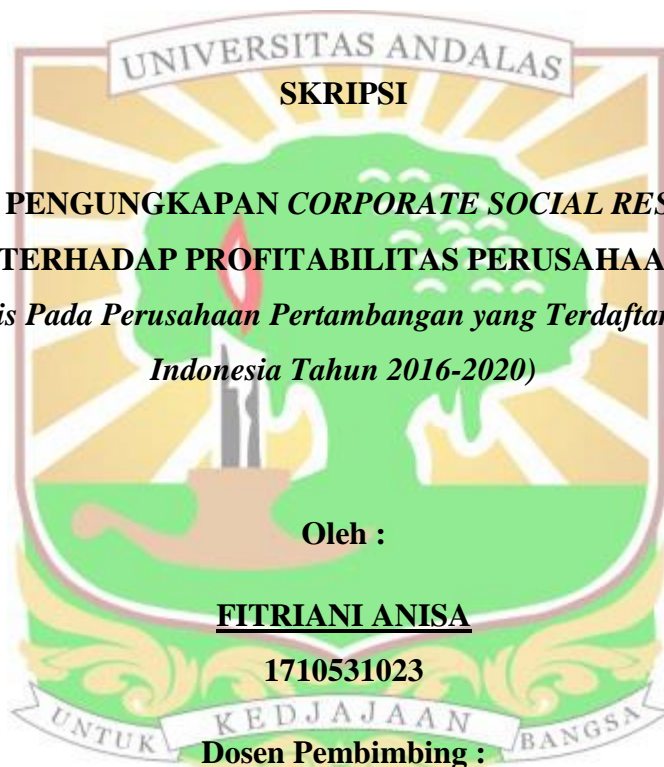 UNIVERSITAS ANDALAS
SKRIPSI
PENGUNGKAPAN CORPORATE SOCIAL RES
TERHADAP PROFITABILITAS PERUSAHAA
is Pada Perusahaan Pertambangan yang Terdaftar
Indonesia Tahun 2016-2020)
Oleh :
FITRIANI ANISA
1710531023
UNTUK KEDJAJAAN BANGSA
Dosen Pembimbing :